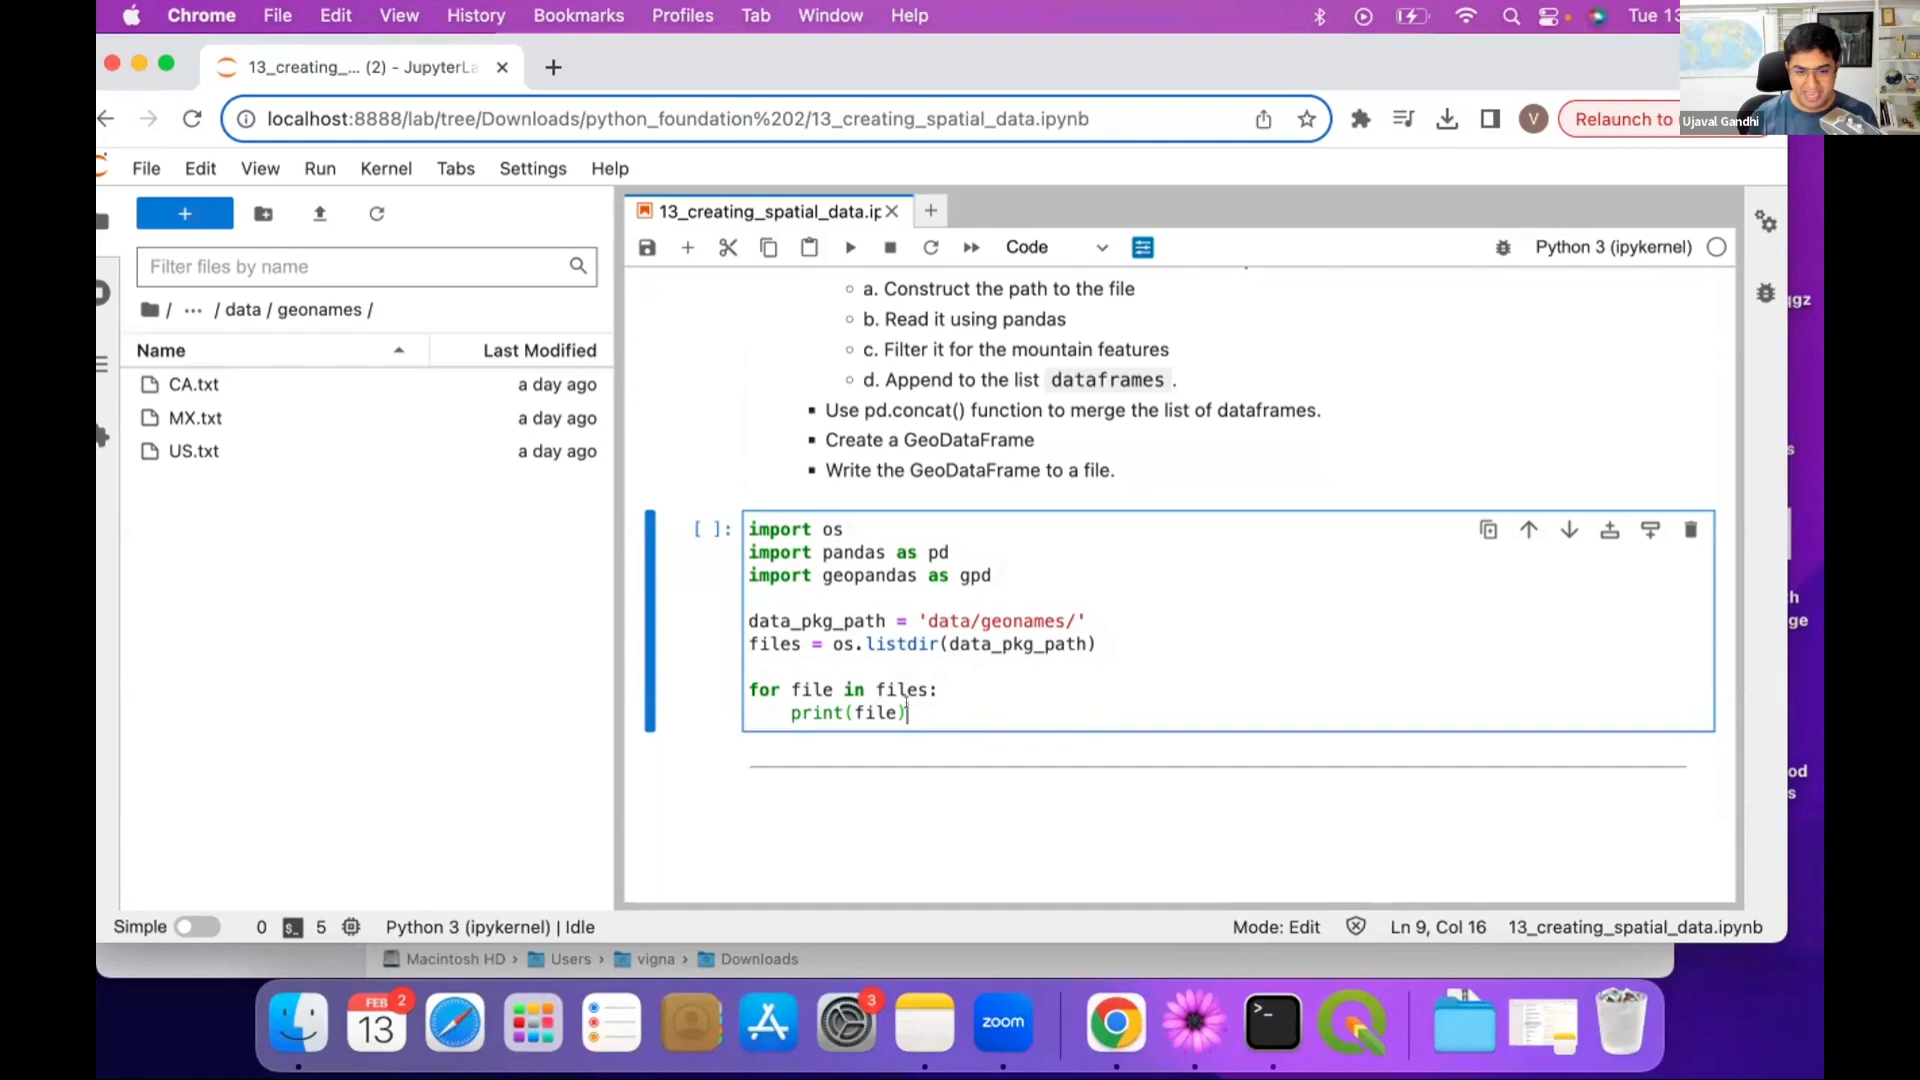 Chrome File Edit View History Bookmarks Profiles Tab Window Help Tue 13
13_creating_... (2) - JupyterLa
localhost:8888/lab/tree/Downloads/python_foundation%202/13_creating_spatial_data.ipynb
V Relaunch to
Ujaval Gandhi
File Edit View Run Kernel Tabs Settings Help
13_creating_spatial_data.ip
Filter files by name
Code Python 3 (ipykernel)
/ ... / data / geonames /
Name Last Modified
CA.txt a day ago
MX.txt a day ago
US.txt a day ago
a. Construct the path to the file
b. Read it using pandas
c. Filter it for the mountain features
d. Append to the list dataframes .
Use pd.concat() function to merge the list of dataframes.
Create a GeoDataFrame
Write the GeoDataFrame to a file.
[ ]: import os
import pandas as pd
import geopandas as gpd
data_pkg_path = 'data/geonames/'
files = os.listdir(data_pkg_path)
for file in files:
print(file)
Simple 0 $_ 5 Python 3 (ipykernel) | Idle Mode: Edit Ln 9, Col 16 13_creating_spatial_data.ipynb
Macintosh HD › Users › vigna › Downloads
FEB 2
13
3
zoom
>_